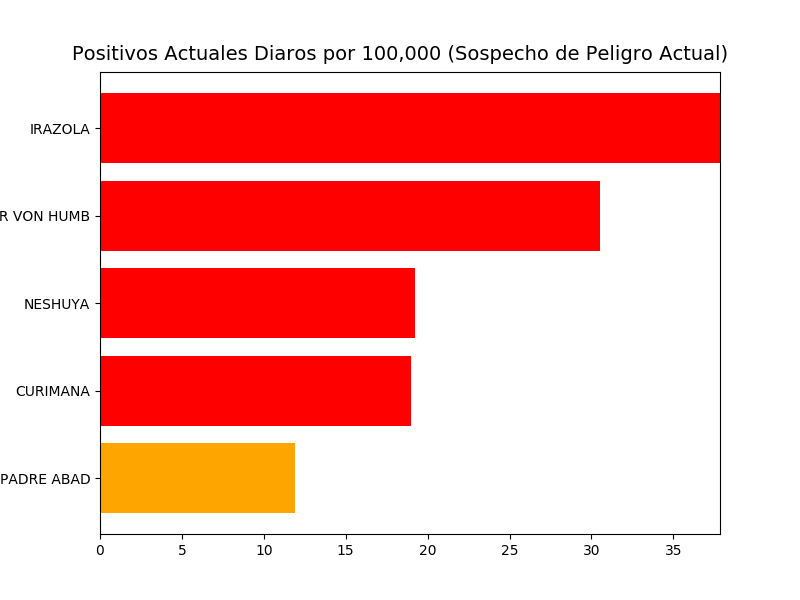 Positivos Actuales Diaros por 100,000 (Sospecho de Peligro Actual)
IRAZOLA
R VON HUMB
NESHUYA
CURIMANA
PADRE ABAD
0 5 10 15 20 25 30 35